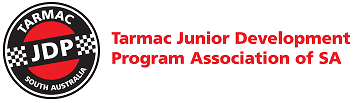 TARMAC
JDP
SOUTH AUSTRALIA
Tarmac Junior Development
Program Association of SA